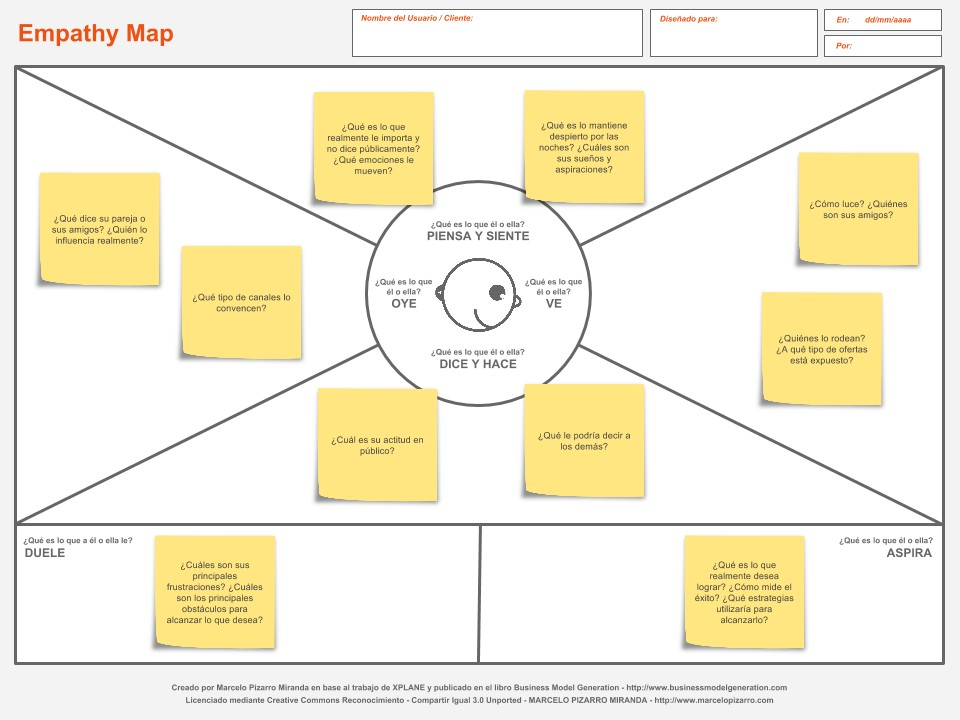 Empathy Map
Nombre del Usuario / Cliente:
Diseñado para:
En: dd/mm/aaaa
Por:
¿Qué es lo que
realmente le importa y
no dice públicamente?
¿Qué emociones le
mueven?
¿Qué es lo mantiene
despierto por las
noches? ¿Cuáles son
sus sueños y
aspiraciones?
¿Qué dice su pareja o
sus amigos? ¿Quién lo
influencia realmente?
¿Qué tipo de canales lo
convencen?
¿Cómo luce? ¿Quiénes
son sus amigos?
¿Quiénes lo rodean?
¿A qué tipo de ofertas
está expuesto?
¿Qué es lo que él o ella?
PIENSA Y SIENTE
¿Qué es lo que
él o ella?
OYE
¿Qué es lo que
él o ella?
VE
¿Qué es lo que él o ella?
DICE Y HACE
¿Cuál es su actitud en
público?
¿Qué le podría decir a
los demás?
¿Qué es lo que a él o ella le?
DUELE
¿Cuáles son sus
principales
frustraciones? ¿Cuáles
son los principales
obstáculos para
alcanzar lo que desea?
¿Qué es lo que
realmente desea
lograr? ¿Cómo mide el
éxito? ¿Qué estrategias
utilizaría para
alcanzarlo?
¿Qué es lo que él o ella?
ASPIRA
Creado por Marcelo Pizarro Miranda en base al trabajo de XPLANE y publicado en el libro Business Model Generation - http://www.businessmodelgeneration.com
Licenciado mediante Creative Commons Reconocimiento - Compartir Igual 3.0 Unported - MARCELO PIZARRO MIRANDA - http://www.marcelopizarro.com